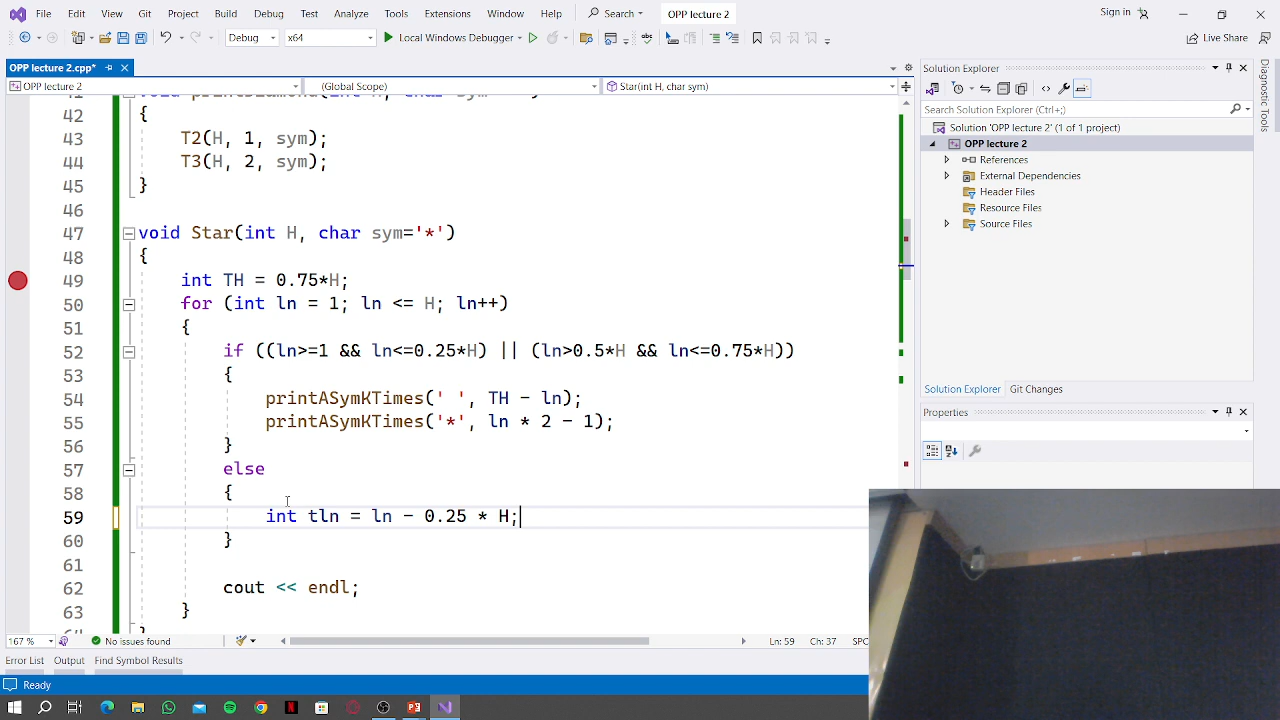 File Edit View Git Project Build Debug Test Analyze Tools Extensions Window Help Search OPP lecture 2 Sign in
Debug x64 Local Windows Debugger Live Share
OPP lecture 2.cpp*
OPP lecture 2 (Global Scope) Star(int H, char sym)
42 {
43 T2(H, 1, sym);
44 T3(H, 2, sym);
45 }
46
47 void Star(int H, char sym='*')
48 {
49 int TH = 0.75*H;
50 for (int ln = 1; ln <= H; ln++)
51 {
52 if ((ln>=1 && ln<=0.25*H) || (ln>0.5*H && ln<=0.75*H))
53 {
54 printASymKTimes(' ', TH - ln);
55 printASymKTimes('*', ln * 2 - 1);
56 }
57 else
58 {
59 int tln = ln - 0.25 * H;
60 }
61
62 cout << endl;
63 }
167 % No issues found Ln: 59 Ch: 37 SPC
Error List Output Find Symbol Results
Ready
Solution Explorer
Search Solution Explorer (Ctrl+;)
Solution 'OPP lecture 2' (1 of 1 project)
OPP lecture 2
References
External Dependencies
Header Files
Resource Files
Source Files
Solution Explorer Git Changes
Properties
Diagnostic Tools